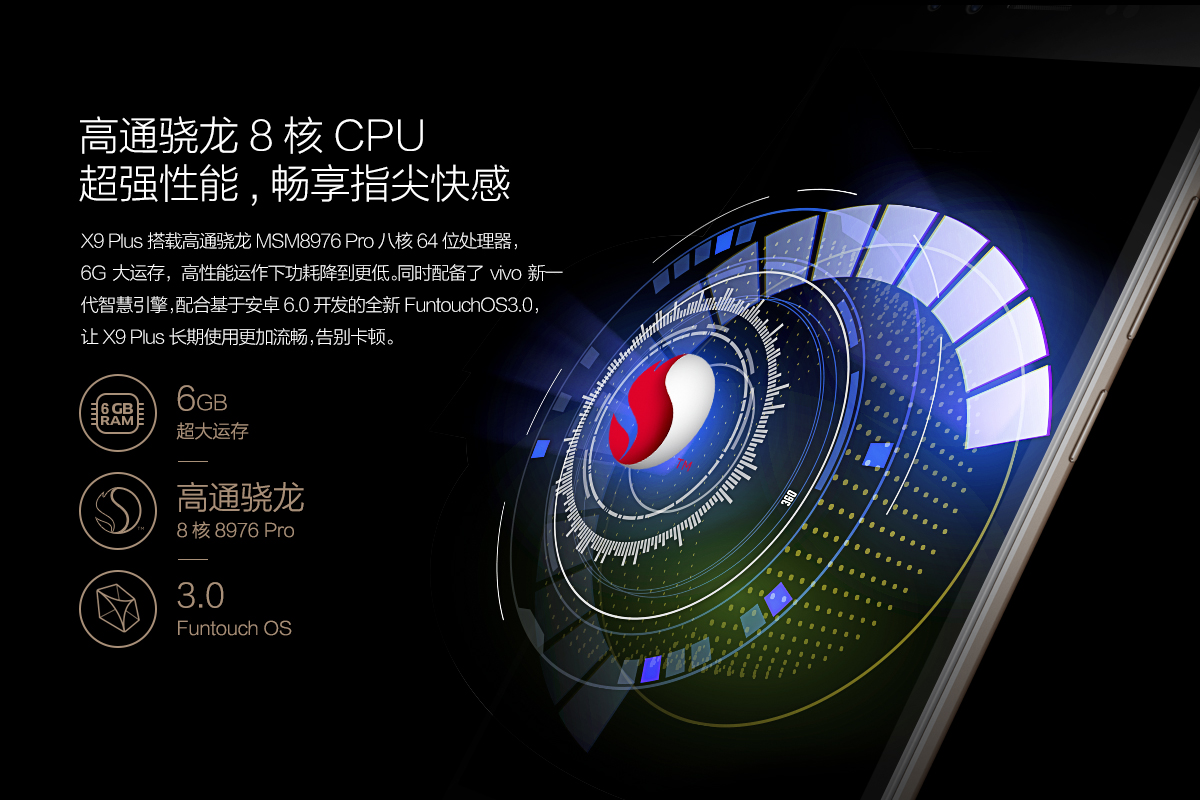 高通骁龙 8 核 CPU
超强性能 , 畅享指尖快感
X9 Plus 搭载高通骁龙 MSM8976 Pro 八核 64 位处理器,
6G 大运存，高性能运作下功耗降到更低。同时配备了 vivo 新一
代智慧引擎,配合基于安卓 6.0 开发的全新 FuntouchOS3.0,
让 X9 Plus 长期使用更加流畅,告别卡顿。
6 GB
RAM
6GB
超大运存
高通骁龙
8 核 8976 Pro
3.0
Funtouch OS
360
TM